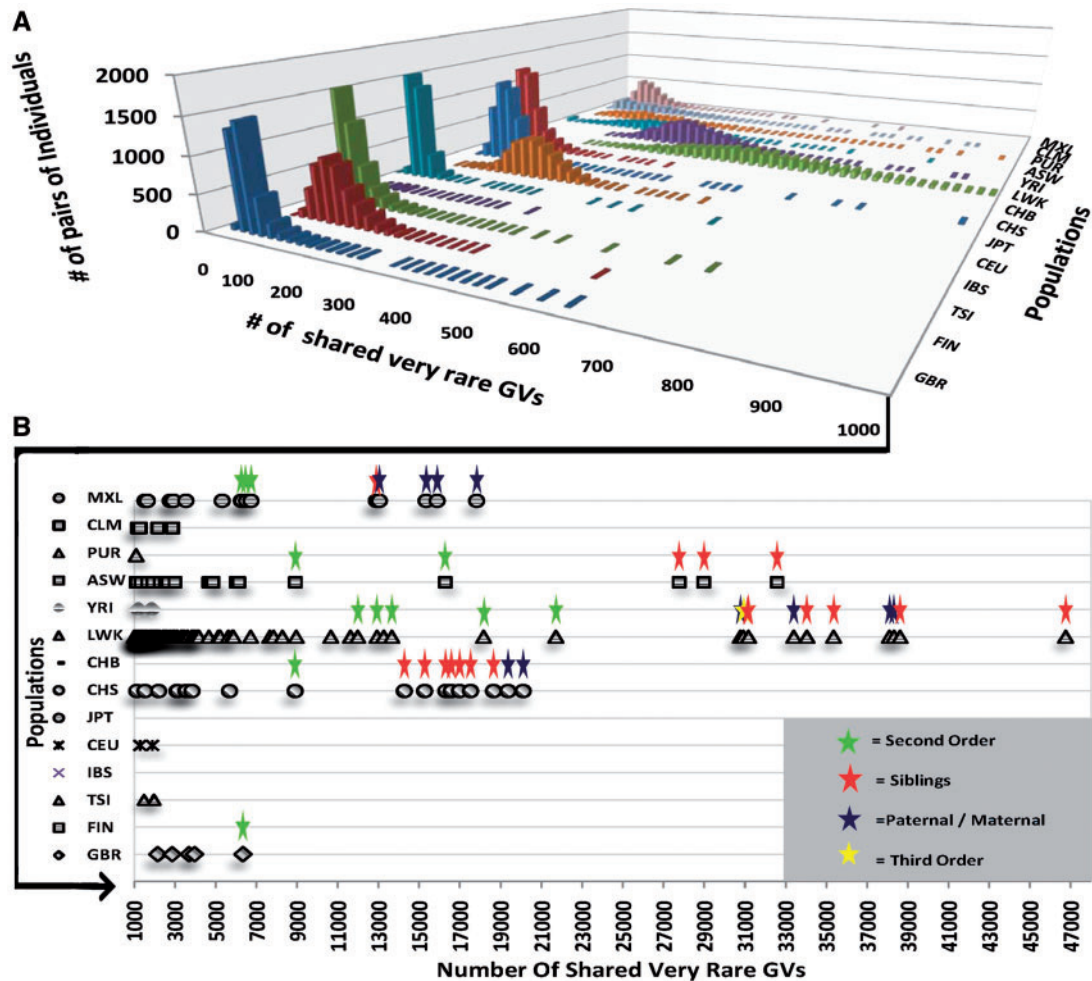 A
# of pairs of Individuals
2000
1500
1000
500
0
0
100
200
300
400
500
600
700
800
900
1000
# of shared very rare GVs
MXL
CLM
PUR
ASW
YRI
LWK
CHB
CHS
JPT
CEU
IBS
TSI
FIN
GBR
Populations
B
Populations
MXL
CLM
PUR
ASW
YRI
LWK
CHB
CHS
JPT
CEU
IBS
TSI
FIN
GBR
= Second Order
= Siblings
=Paternal / Maternal
= Third Order
1000
3000
5000
7000
9000
11000
13000
15000
17000
19000
21000
23000
25000
27000
29000
31000
33000
35000
37000
39000
41000
43000
45000
47000
Number Of Shared Very Rare GVs